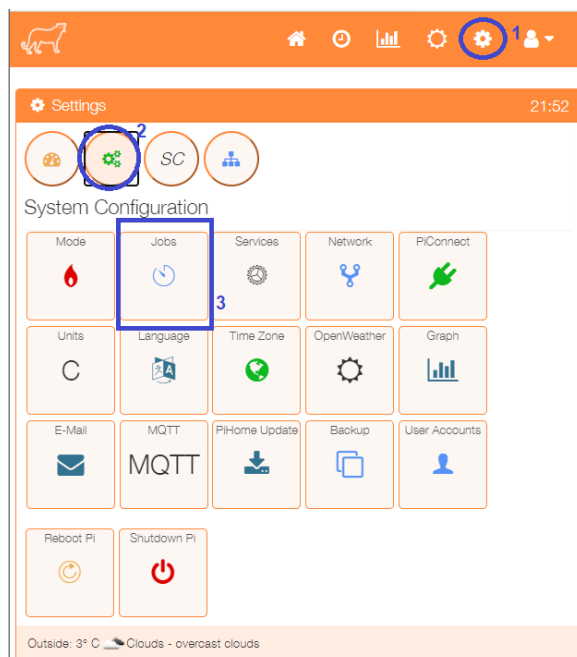 1
Settings 21:52
2
SC
System Configuration
Mode Jobs Services Network PiConnect
3
Units Language Time Zone OpenWeather Graph
C
E-Mail MQTT PiHome Update Backup User Accounts
MQTT
Reboot Pi Shutdown Pi
Outside: 3° C Clouds - overcast clouds